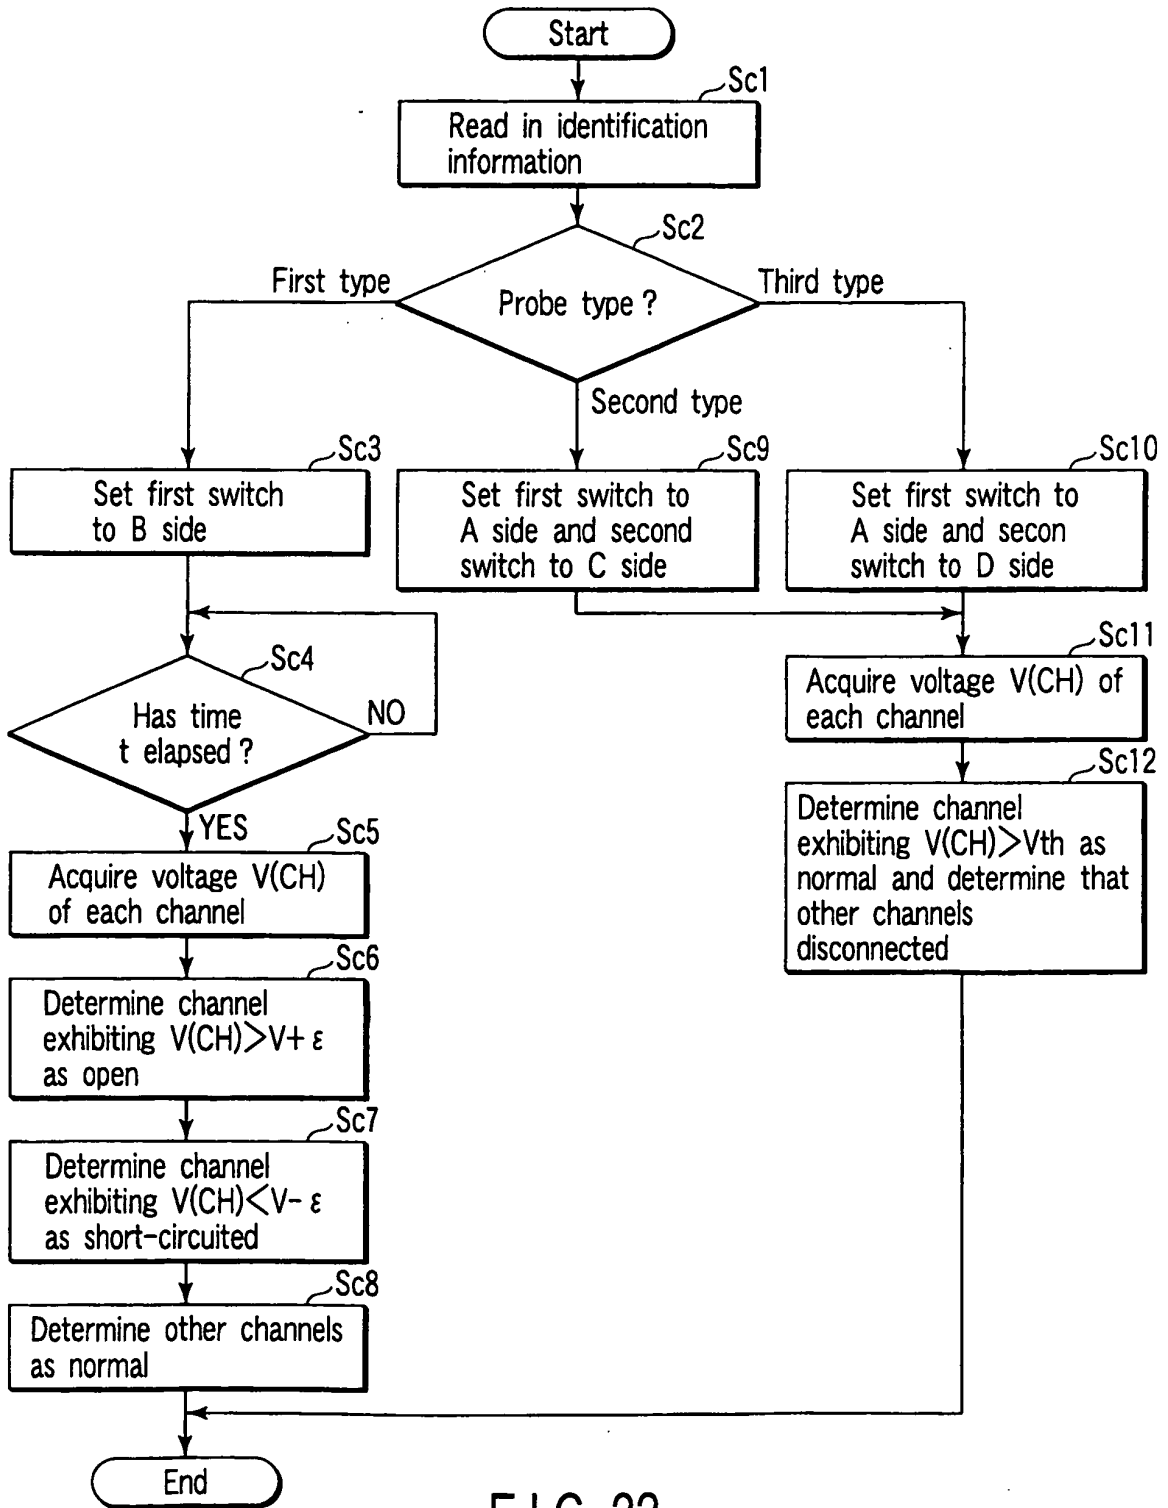 Start
Sc1
Read in identification
information
Sc2
First type
Probe type ?
Third type
Second type
Sc3
Set first switch
to B side
Sc9
Set first switch to
A side and second
switch to C side
Sc10
Set first switch to
A side and secon
switch to D side
Sc4
Has time
t elapsed ?
NO
YES
Sc11
Acquire voltage V(CH) of
each channel
Sc12
Determine channel
exhibiting V(CH)>Vth as
normal and determine that
other channels
disconnected
Sc5
Acquire voltage V(CH)
of each channel
Sc6
Determine channel
exhibiting V(CH)>V+ ε
as open
Sc7
Determine channel
exhibiting V(CH)<V- ε
as short-circuited
Sc8
Determine other channels
as normal
End